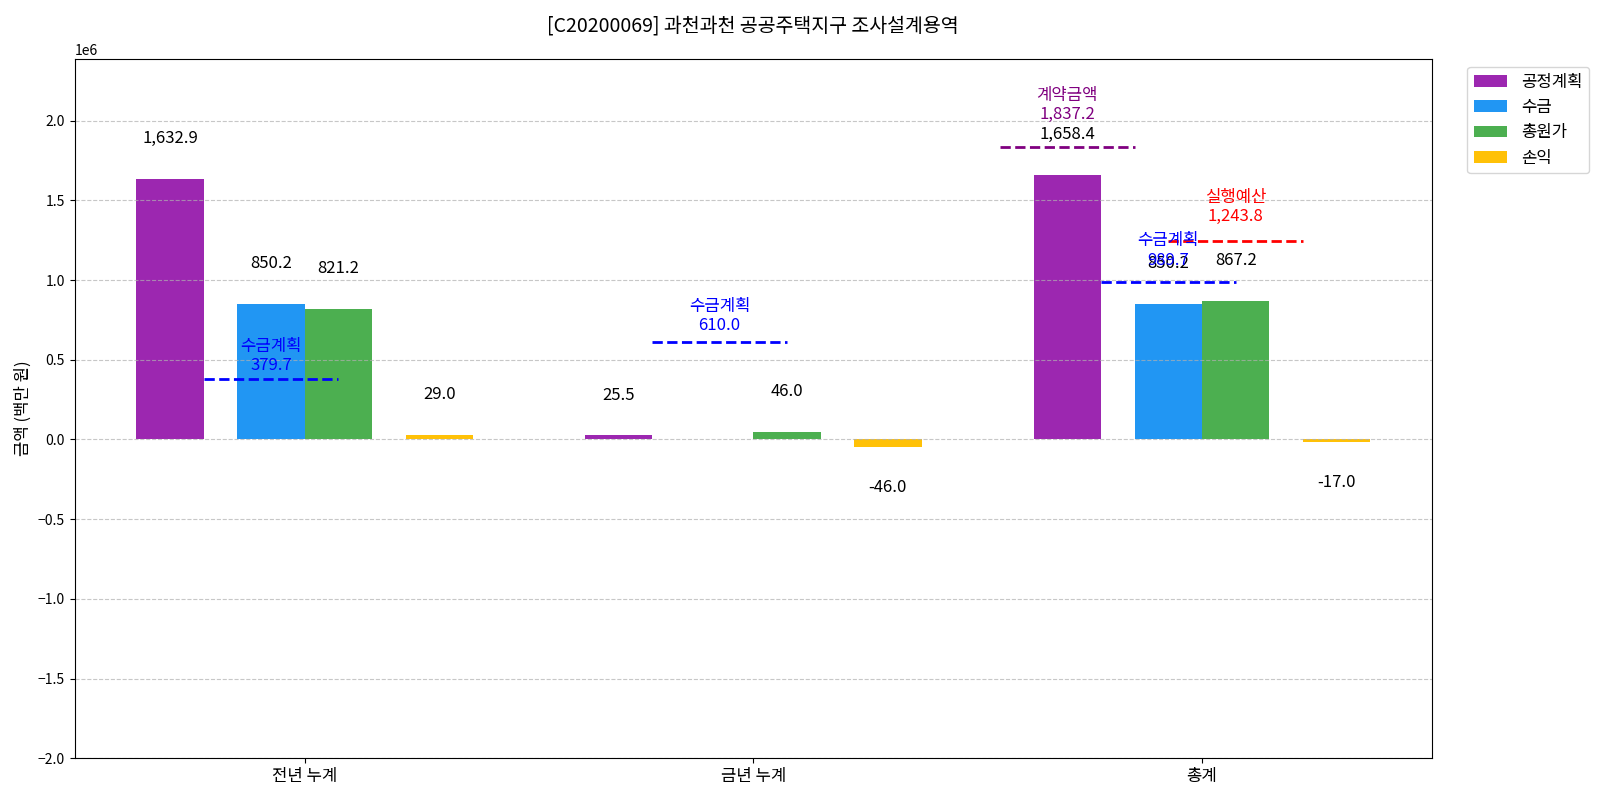 [C20200069] 과천과천 공공주택지구 조사설계용역
1e6
금액 (백만 원)
2.0
1.5
1.0
0.5
0.0
−0.5
−1.0
−1.5
−2.0
1,632.9
850.2
821.2
수금계획
379.7
29.0
25.5
수금계획
610.0
46.0
-46.0
계약금액
1,837.2
1,658.4
실행예산
1,243.8
수금계획
989.7
850.2
867.2
-17.0
전년 누계
금년 누계
총계
공정계획
수금
총원가
손익